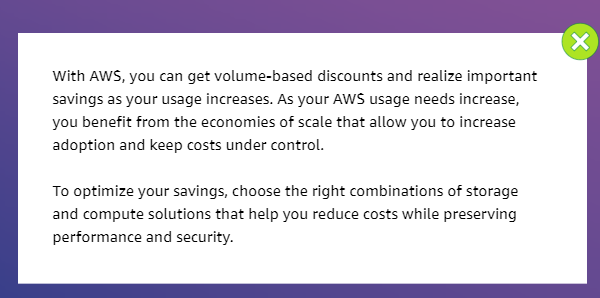 With AWS, you can get volume-based discounts and realize important
savings as your usage increases. As your AWS usage needs increase,
you benefit from the economies of scale that allow you to increase
adoption and keep costs under control.
To optimize your savings, choose the right combinations of storage
and compute solutions that help you reduce costs while preserving
performance and security.